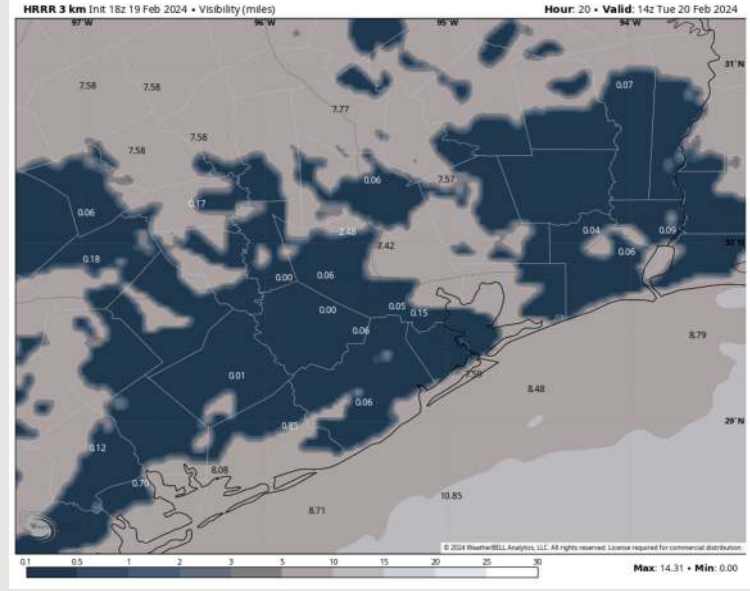 HRRR 3 km Init 18z 19 Feb 2024 • Visibility (miles) Hour: 20 • Valid: 14z Tue 20 Feb 2024
97°W 96°W 95°W 94°W
31°N
0.07
7.58 7.58
7.77
7.58
7.58
0.06 7.57
0.17
0.06
2.48 0.04 0.09
30°N
7.42
0.06
0.18
0.00 0.06
0.05
0.00 0.15
0.06
8.79
7.59
0.01
8.48
0.06
0.85 29°N
0.12
8.08
0.70
10.85
8.71
© 2024 WeatherBELL Analytics, LLC. All rights reserved. License required for commercial distribution.
0.1 0.5 1 2 3 5 10 15 20 25 30
Max: 14.31 • Min: 0.00